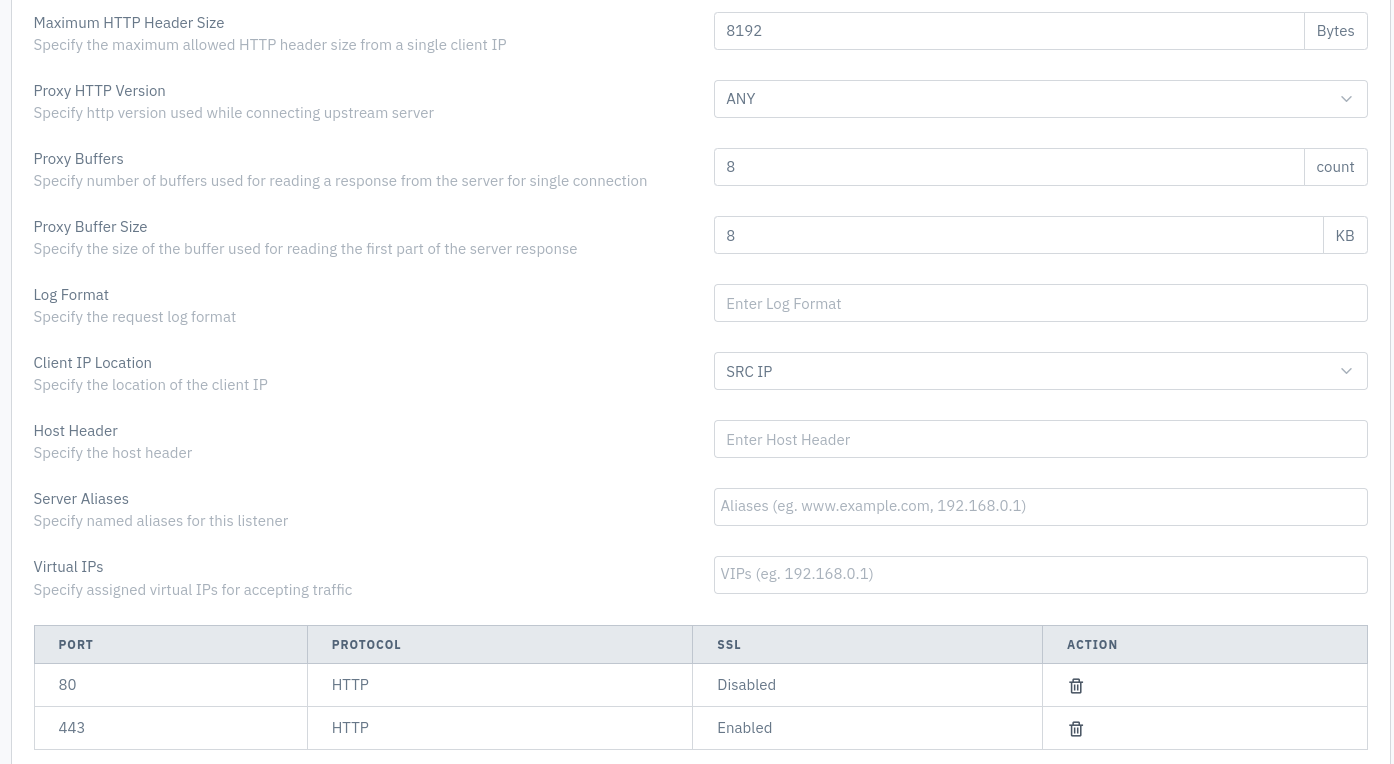 Maximum HTTP Header Size
Specify the maximum allowed HTTP header size from a single client IP
8192
Bytes
Proxy HTTP Version
Specify http version used while connecting upstream server
ANY
Proxy Buffers
Specify number of buffers used for reading a response from the server for single connection
8
count
Proxy Buffer Size
Specify the size of the buffer used for reading the first part of the server response
8
KB
Log Format
Specify the request log format
Enter Log Format
Client IP Location
Specify the location of the client IP
SRC IP
Host Header
Specify the host header
Enter Host Header
Server Aliases
Specify named aliases for this listener
Aliases (eg. www.example.com, 192.168.0.1)
Virtual IPs
Specify assigned virtual IPs for accepting traffic
VIPs (eg. 192.168.0.1)
PORT PROTOCOL SSL ACTION
80 HTTP Disabled
443 HTTP Enabled